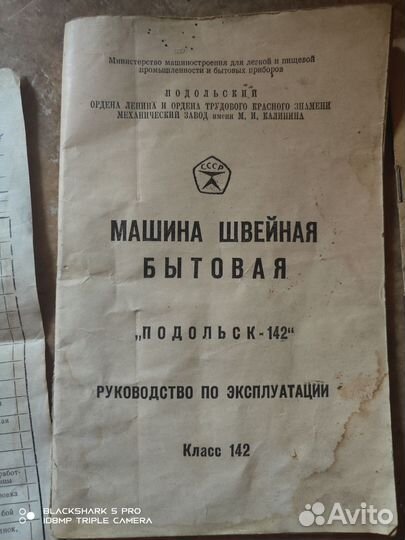 Министерство машиностроения для легкой и пищевой
промышленности и бытовых приборов
ПОДОЛЬСКИЙ
ОРДЕНА ЛЕНИНА И ОРДЕНА ТРУДОВОГО КРАСНОГО ЗНАМЕНИ
МЕХАНИЧЕСКИЙ ЗАВОД имени М. И. КАЛИНИНА
СССР
МАШИНА ШВЕЙНАЯ
БЫТОВАЯ
„ПОДОЛЬСК-142“
РУКОВОДСТВО ПО ЭКСПЛУАТАЦИИ
Класс 142
BLACKSHARK 5 PRO
108MP TRIPLE CAMERA
Avito